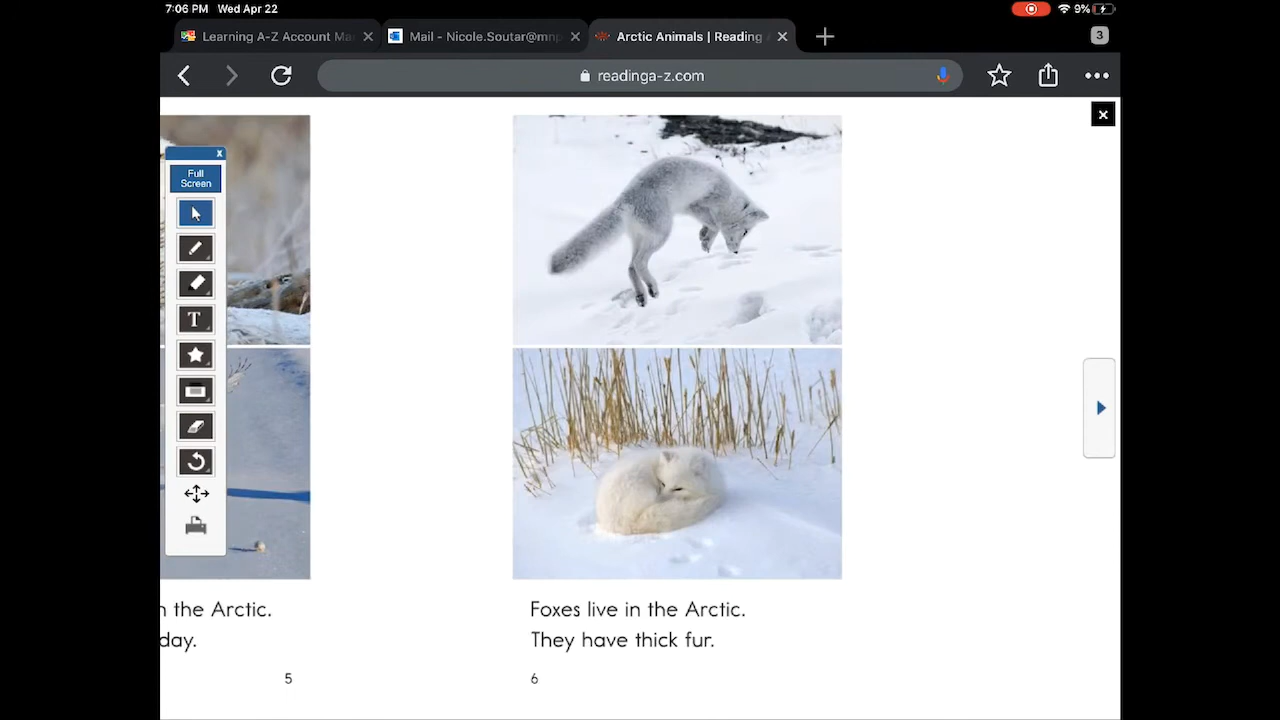 7:06 PM Wed Apr 22
9%
Learning A-Z Account Ma
Mail - Nicole.Soutar@mnp
Arctic Animals | Reading
3
readinga-z.com
x
Full
Screen
T
the Arctic.
day.
5
Foxes live in the Arctic.
They have thick fur.
6